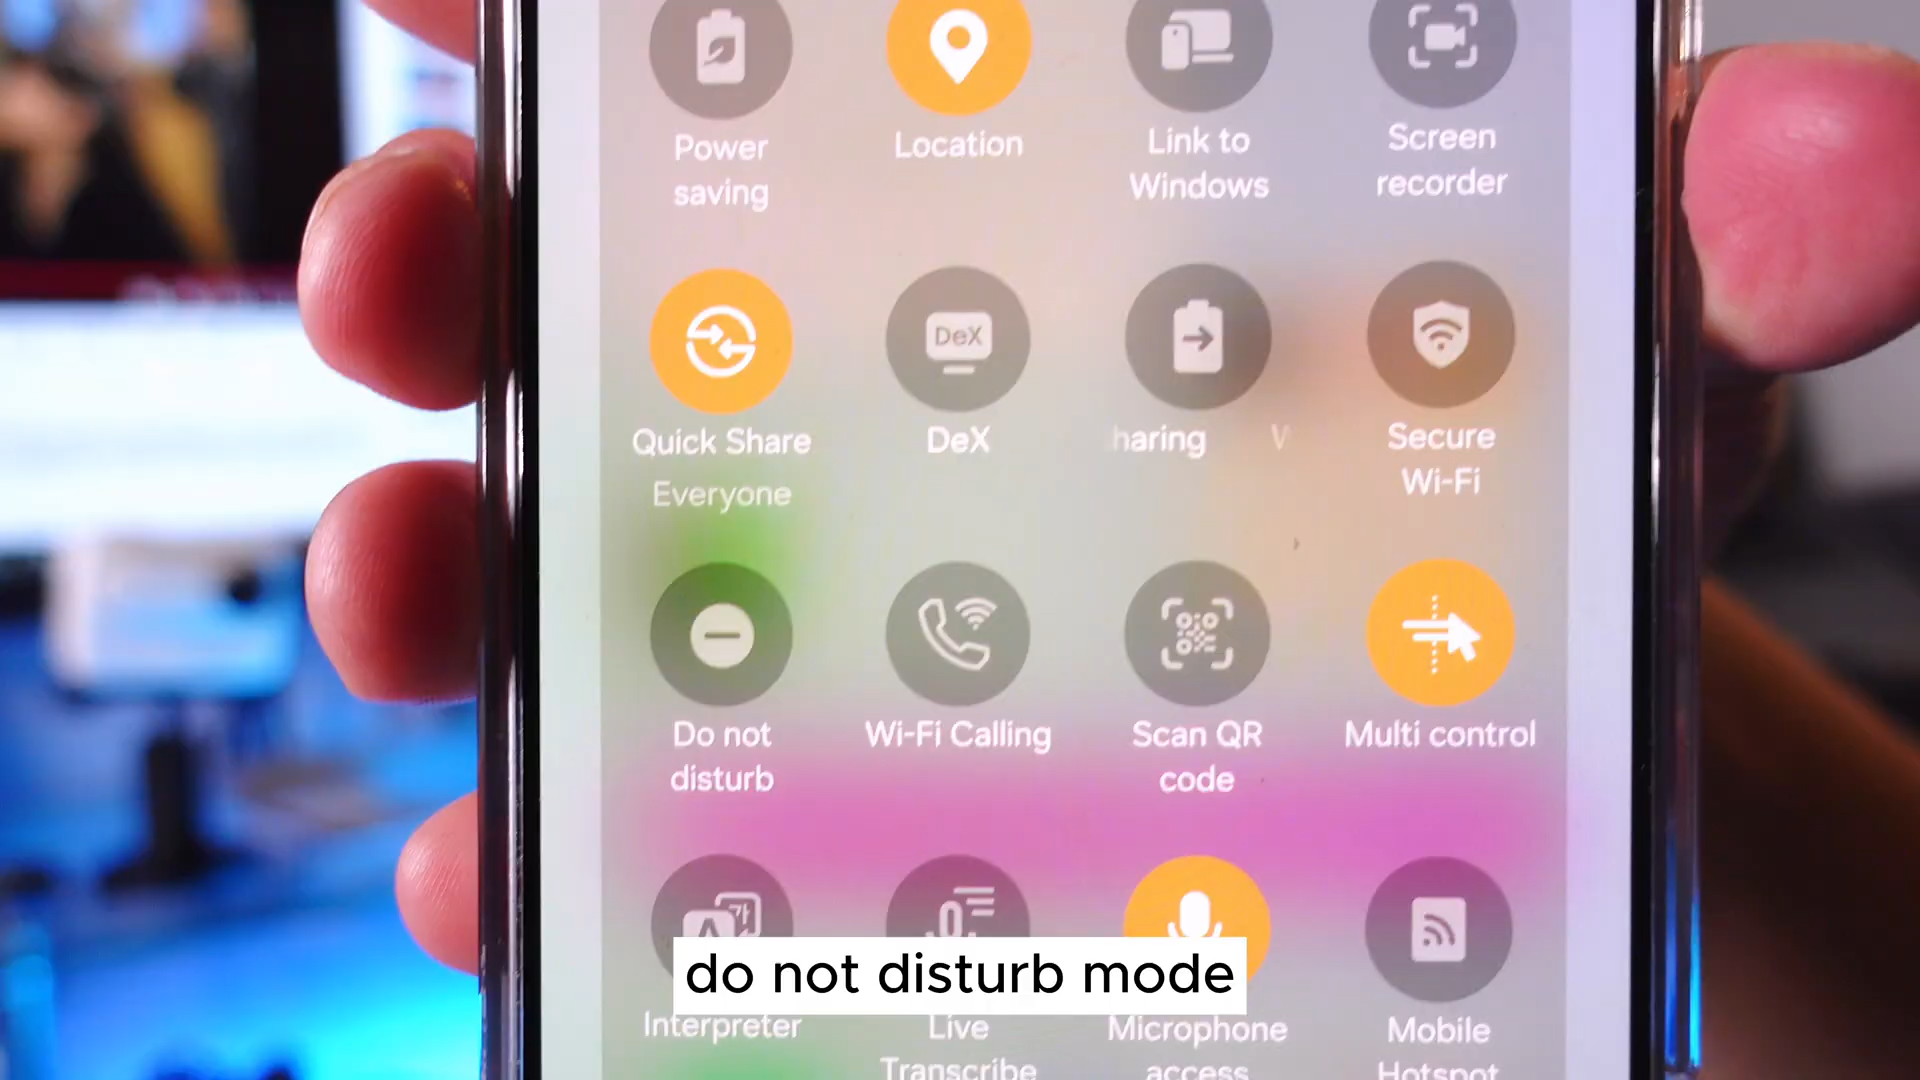 Power
saving
Location
Link to
Windows
Screen
recorder
DeX
Quick Share
Everyone
DeX
haring
W
Secure
Wi-Fi
Do not
disturb
Wi-Fi Calling
Scan QR
code
Multi control
A 가
do not disturb mode
Interpreter
Live
Transcribe
Microphone
access
Mobile
Hotspot